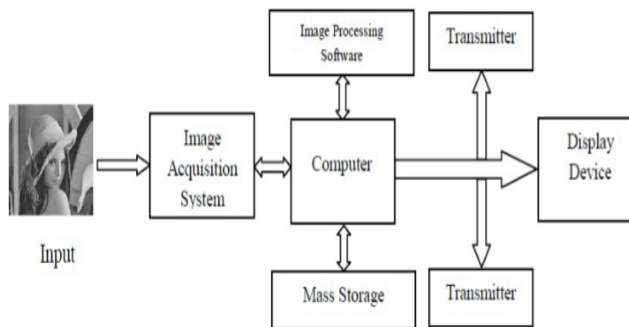 Image Processing
Software
Transmitter
Image
Acquisition
System
Computer
Display
Device
Input
Mass Storage
Transmitter